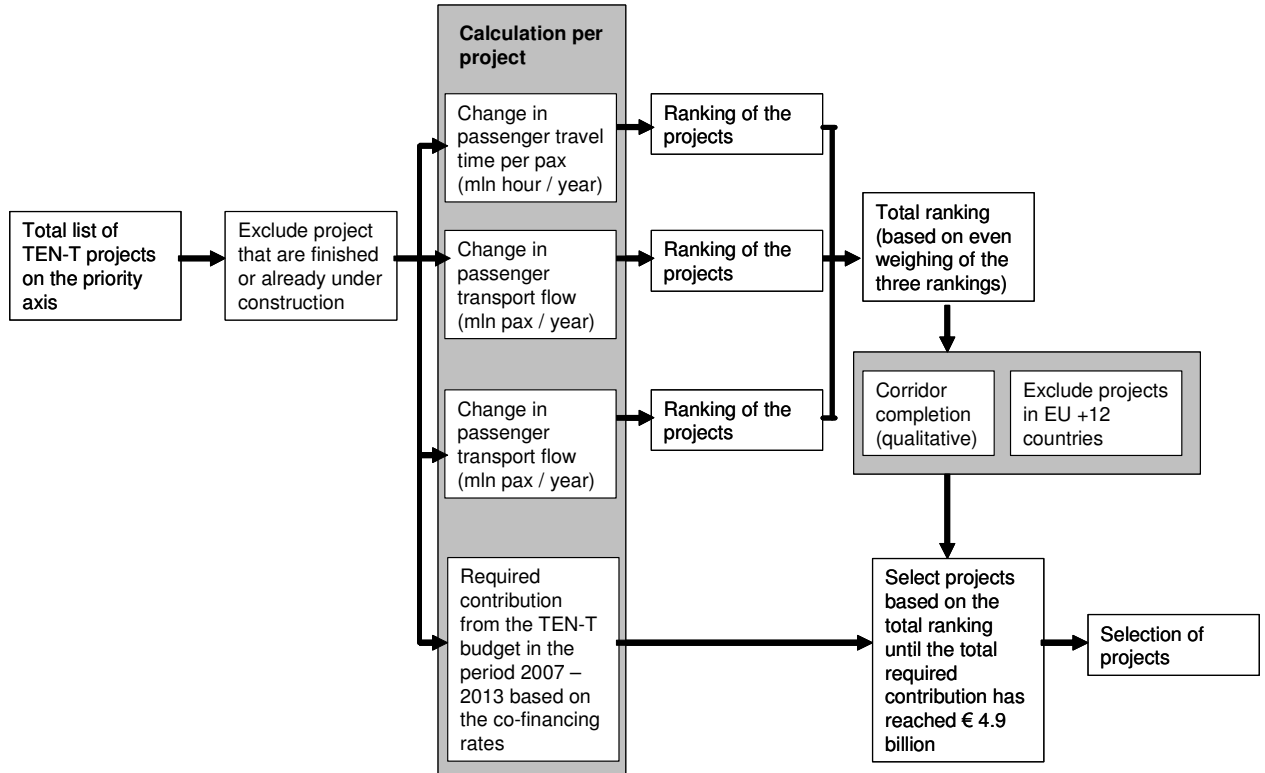 Calculation per
project
Total list of
TEN-T projects
on the priority
axis
Exclude project
that are finished
or already under
construction
Change in
passenger travel
time per pax
(mln hour / year)
Ranking of the
projects
Change in
passenger
transport flow
(mln pax / year)
Ranking of the
projects
Change in
passenger
transport flow
(mln pax / year)
Ranking of the
projects
Required
contribution
from the TEN-T
budget in the
period 2007 –
2013 based on
the co-financing
rates
Total ranking
(based on even
weighing of the
three rankings)
Corridor
completion
(qualitative)
Exclude projects
in EU +12
countries
Select projects
based on the
total ranking
until the total
required
contribution has
reached € 4.9
billion
Selection of
projects